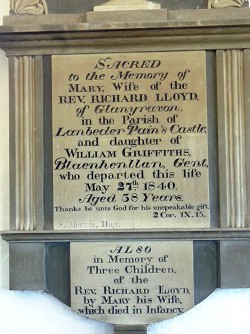 SACRED
to the Memory of
MARY, Wife of the
REV. RICHARD LLOYD,
of Glanyravon,
in the Parish of
Lanbeder Pain's Castle,
and daughter of
WILLIAM GRIFFITHS,
Blaenhenllan, Gent,
who departed this life
May 27th 1840,
Aged 38 Years.
Thanks be unto God for his unspeakable gift.
2 Cor. IX. 15.
Hay.
ALSO
in Memory of
Three Children,
of the
REV. RICHARD LLOYD,
by MARY his Wife,
which died in Infancy.